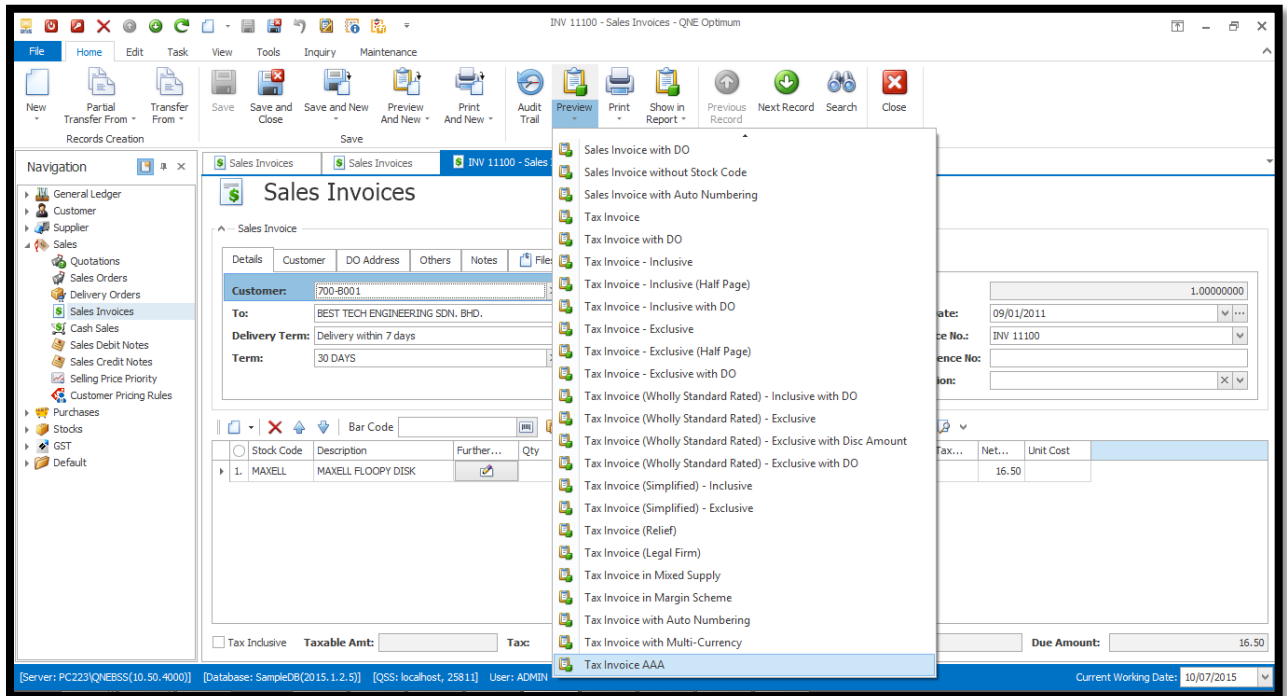 INV 11100 - Sales Invoices - QNE Optimum
File Home Edit Task View Tools Inquiry Maintenance
New Partial Transfer From Transfer From Save Save and Close Save and New Preview And New Print And New Audit Trail Preview Print Show in Report Previous Record Next Record Search Close
Records Creation Save
Navigation
General Ledger
Customer
Supplier
Sales
Quotations
Sales Orders
Delivery Orders
Sales Invoices
Cash Sales
Sales Debit Notes
Sales Credit Notes
Selling Price Priority
Customer Pricing Rules
Purchases
Stocks
GST
Default
Sales Invoices Sales Invoices INV 11100 - Sales
Sales Invoices
Sales Invoice
Details Customer DO Address Others Notes Files
Customer: 700-B001 1.00000000
To: BEST TECH ENGINEERING SDN. BHD. ate: 09/01/2011
Delivery Term: Delivery within 7 days ce No.: INV 11100
Term: 30 DAYS ence No:
ion:
Bar Code
Stock Code Description Further... Qty Tax... Net... Unit Cost
1. MAXELL MAXELL FLOOPY DISK 16.50
Sales Invoice with DO
Sales Invoice without Stock Code
Sales Invoice with Auto Numbering
Tax Invoice
Tax Invoice with DO
Tax Invoice - Inclusive
Tax Invoice - Inclusive (Half Page)
Tax Invoice - Inclusive with DO
Tax Invoice - Exclusive
Tax Invoice - Exclusive (Half Page)
Tax Invoice - Exclusive with DO
Tax Invoice (Wholly Standard Rated) - Inclusive with DO
Tax Invoice (Wholly Standard Rated) - Exclusive
Tax Invoice (Wholly Standard Rated) - Exclusive with Disc Amount
Tax Invoice (Wholly Standard Rated) - Exclusive with DO
Tax Invoice (Simplified) - Inclusive
Tax Invoice (Simplified) - Exclusive
Tax Invoice (Relief)
Tax Invoice (Legal Firm)
Tax Invoice in Mixed Supply
Tax Invoice in Margin Scheme
Tax Invoice with Auto Numbering
Tax Invoice with Multi-Currency
Tax Invoice AAA
Tax Inclusive Taxable Amt: Tax: Due Amount: 16.50
[Server: PC223\QNEBSS(10.50.4000)] [Database: SampleDB(2015.1.2.5)] [QSS: localhost, 25811] User: ADMIN Current Working Date: 10/07/2015